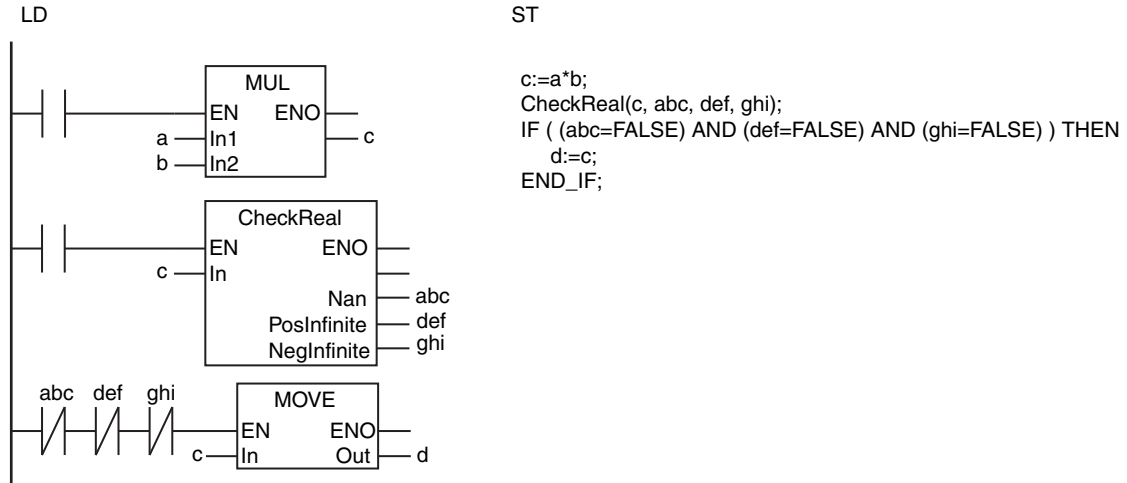 LD
MUL
EN ENO
a In1 c
b In2
CheckReal
EN ENO
c In
Nan abc
PosInfinite def
NegInfinite ghi
abc def ghi
MOVE
EN ENO
c In Out d
ST
c:=a*b;
CheckReal(c, abc, def, ghi);
IF ( (abc=FALSE) AND (def=FALSE) AND (ghi=FALSE) ) THEN
d:=c;
END_IF;